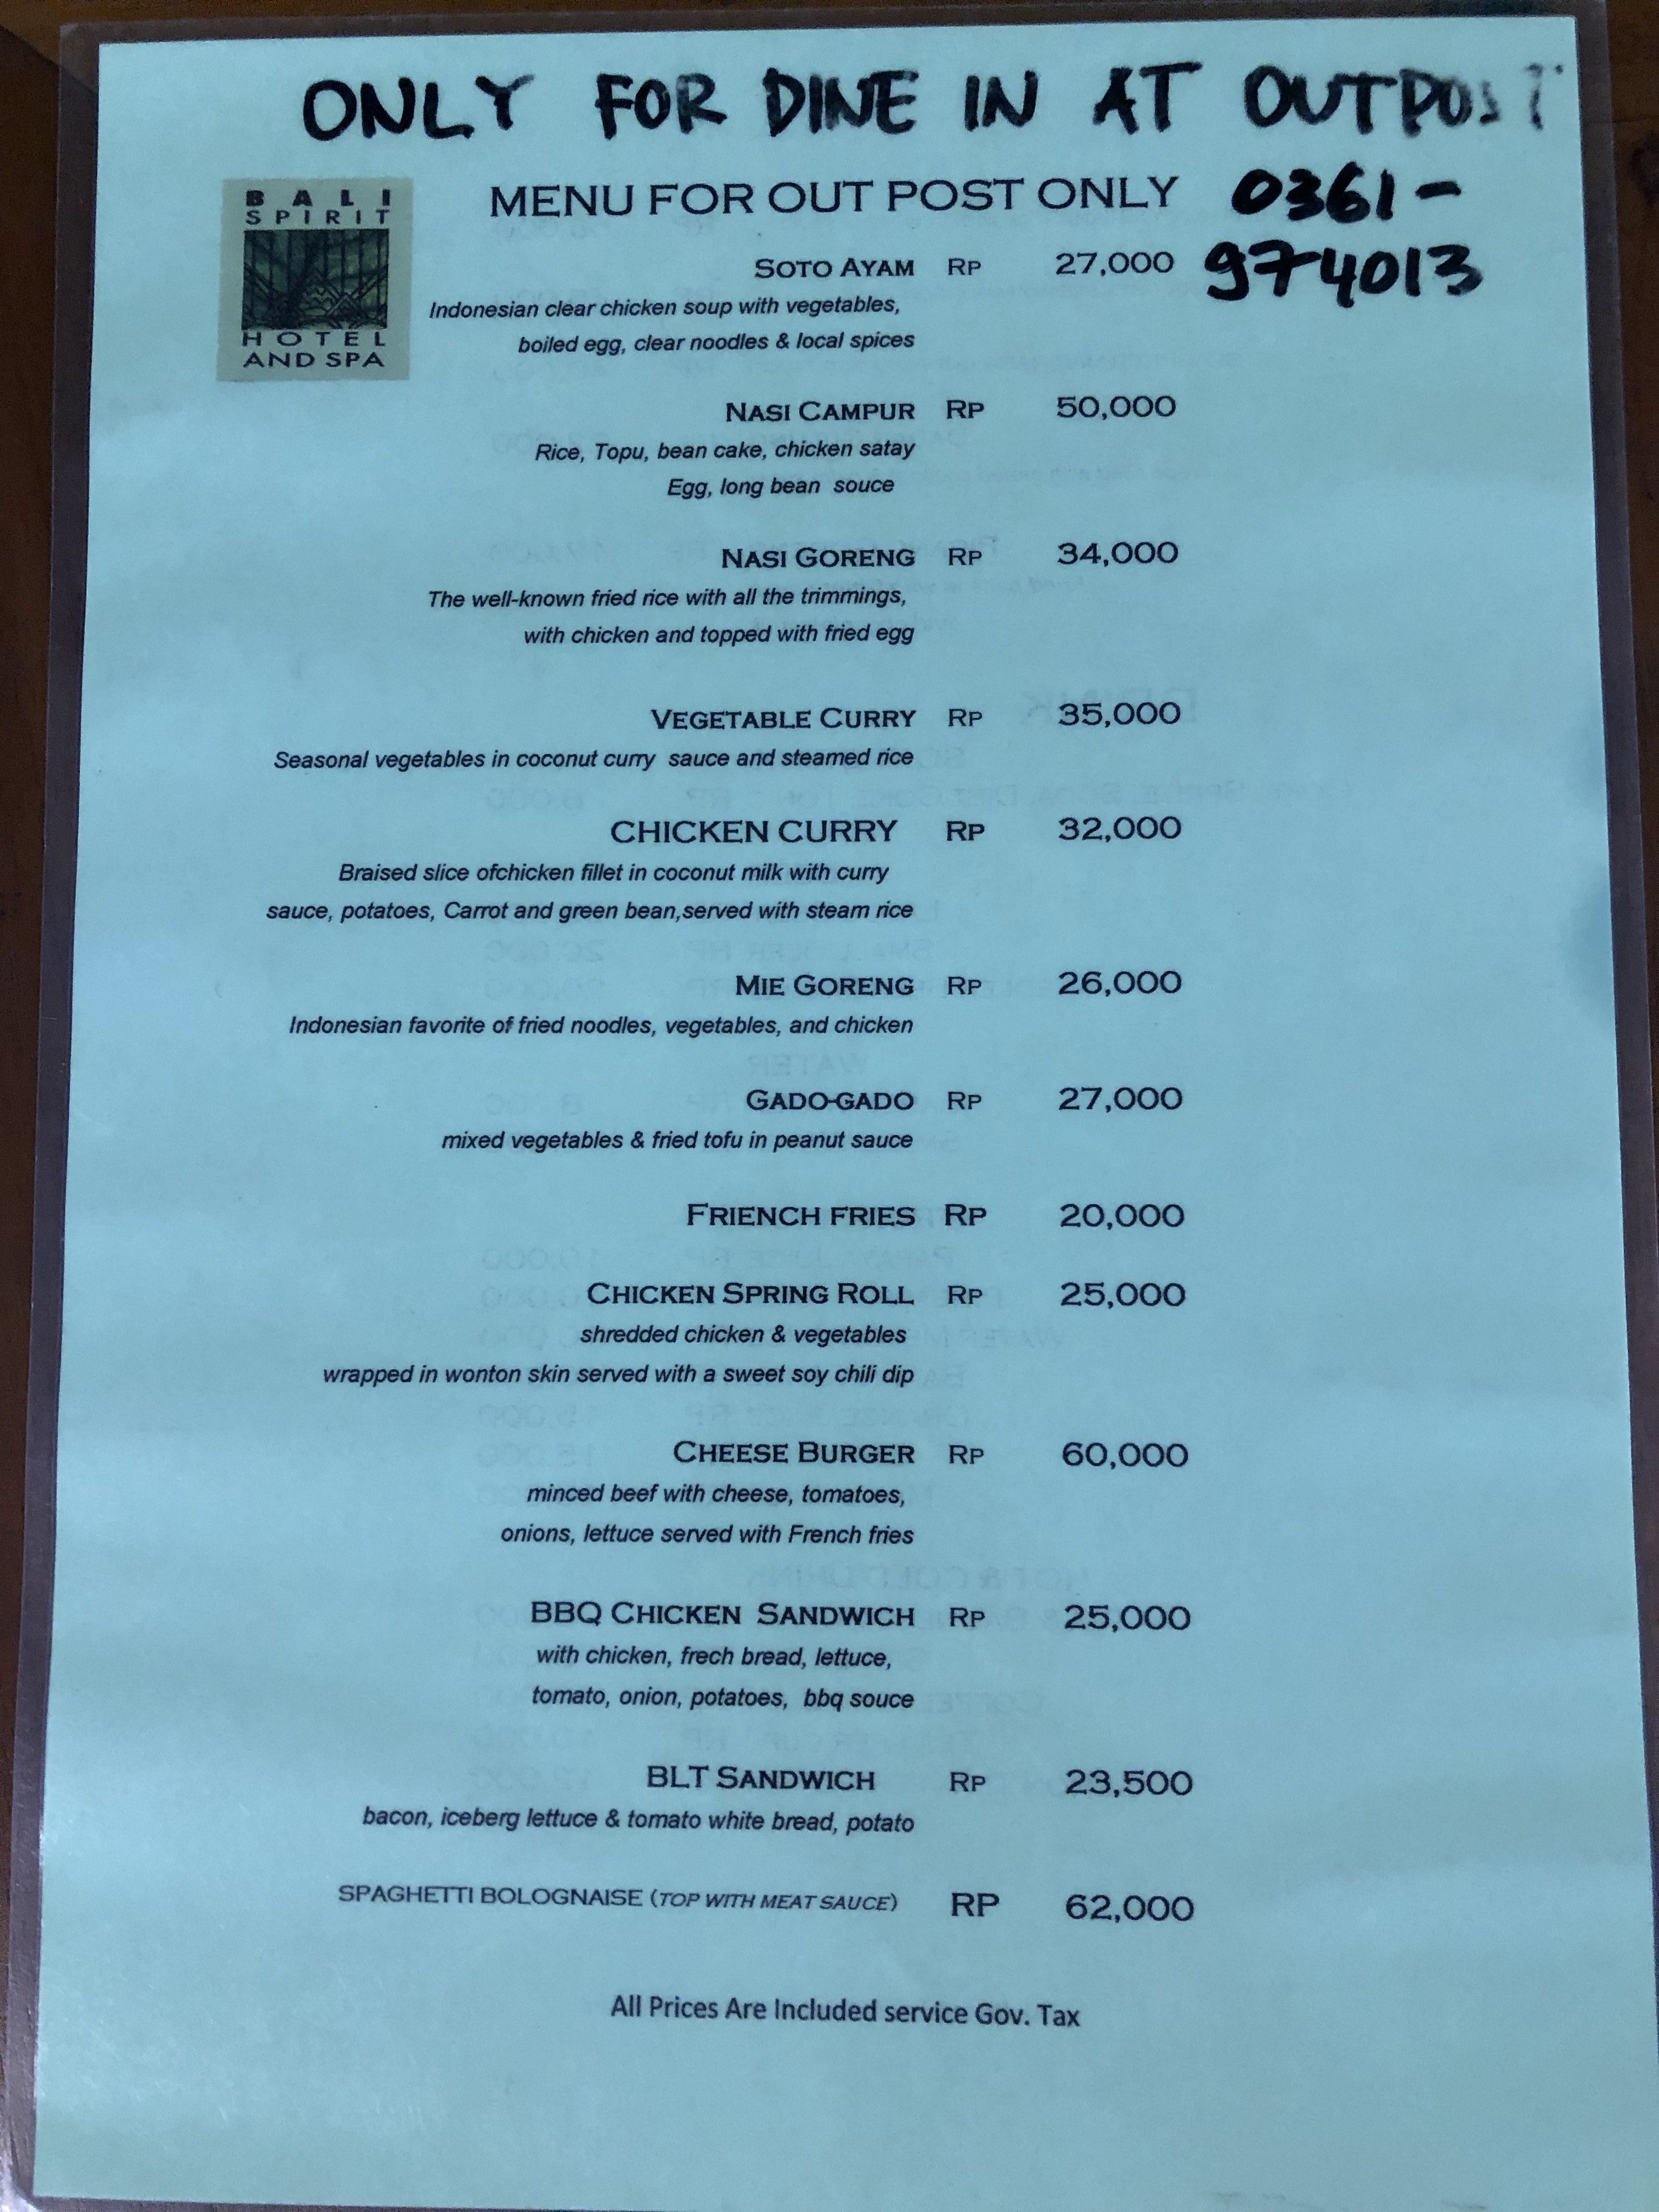 ONLY FOR DINE IN AT OUTPOST
BALI
SPIRIT
HOTEL
AND SPA
MENU FOR OUT POST ONLY
0361-
974013
SOTO AYAM RP 27,000
Indonesian clear chicken soup with vegetables,
boiled egg, clear noodles & local spices
NASI CAMPUR RP 50,000
Rice, Topu, bean cake, chicken satay
Egg, long bean souce
NASI GORENG RP 34,000
The well-known fried rice with all the trimmings,
with chicken and topped with fried egg
VEGETABLE CURRY RP 35,000
Seasonal vegetables in coconut curry sauce and steamed rice
CHICKEN CURRY RP 32,000
Braised slice ofchicken fillet in coconut milk with curry
sauce, potatoes, Carrot and green bean,served with steam rice
MIE GORENG RP 26,000
Indonesian favorite of fried noodles, vegetables, and chicken
GADO-GADO RP 27,000
mixed vegetables & fried tofu in peanut sauce
FRIENCH FRIES RP 20,000
CHICKEN SPRING ROLL RP 25,000
shredded chicken & vegetables
wrapped in wonton skin served with a sweet soy chili dip
CHEESE BURGER RP 60,000
minced beef with cheese, tomatoes,
onions, lettuce served with French fries
BBQ CHICKEN SANDWICH RP 25,000
with chicken, frech bread, lettuce,
tomato, onion, potatoes, bbq souce
BLT SANDWICH RP 23,500
bacon, iceberg lettuce & tomato white bread, potato
SPAGHETTI BOLOGNAISE (TOP WITH MEAT SAUCE) RP 62,000
All Prices Are Included service Gov. Tax